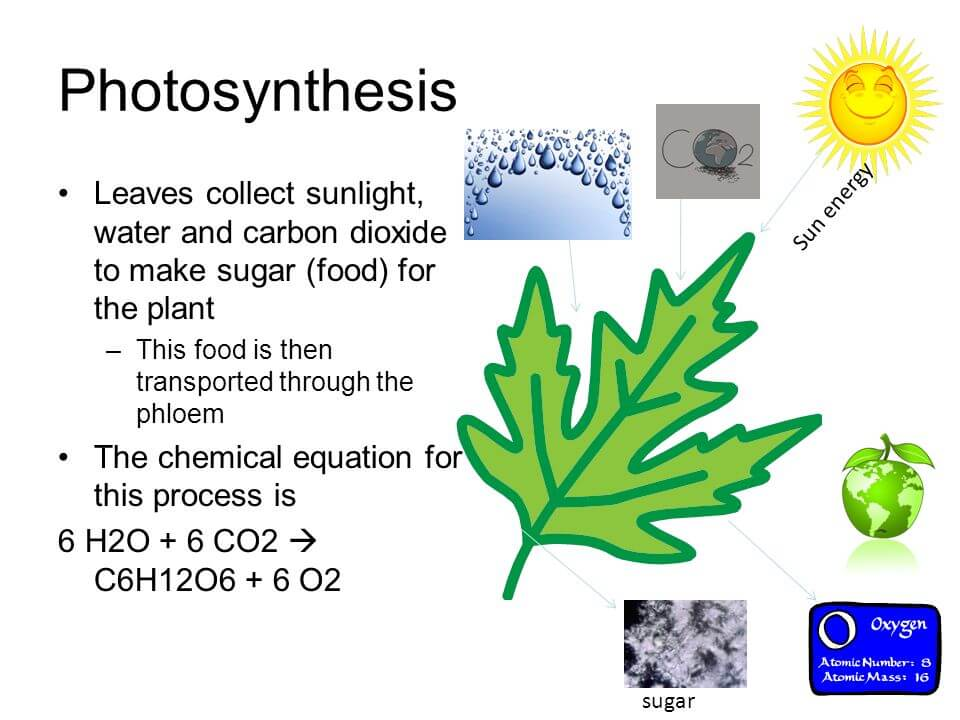 Photosynthesis
• Leaves collect sunlight,
water and carbon dioxide
to make sugar (food) for
the plant
– This food is then
transported through the
phloem
• The chemical equation for
this process is
6 H2O + 6 CO2 →
C6H12O6 + 6 O2
CO2
Sun energy
sugar
O Oxygen
Atomic Number: 8
Atomic Mass: 16